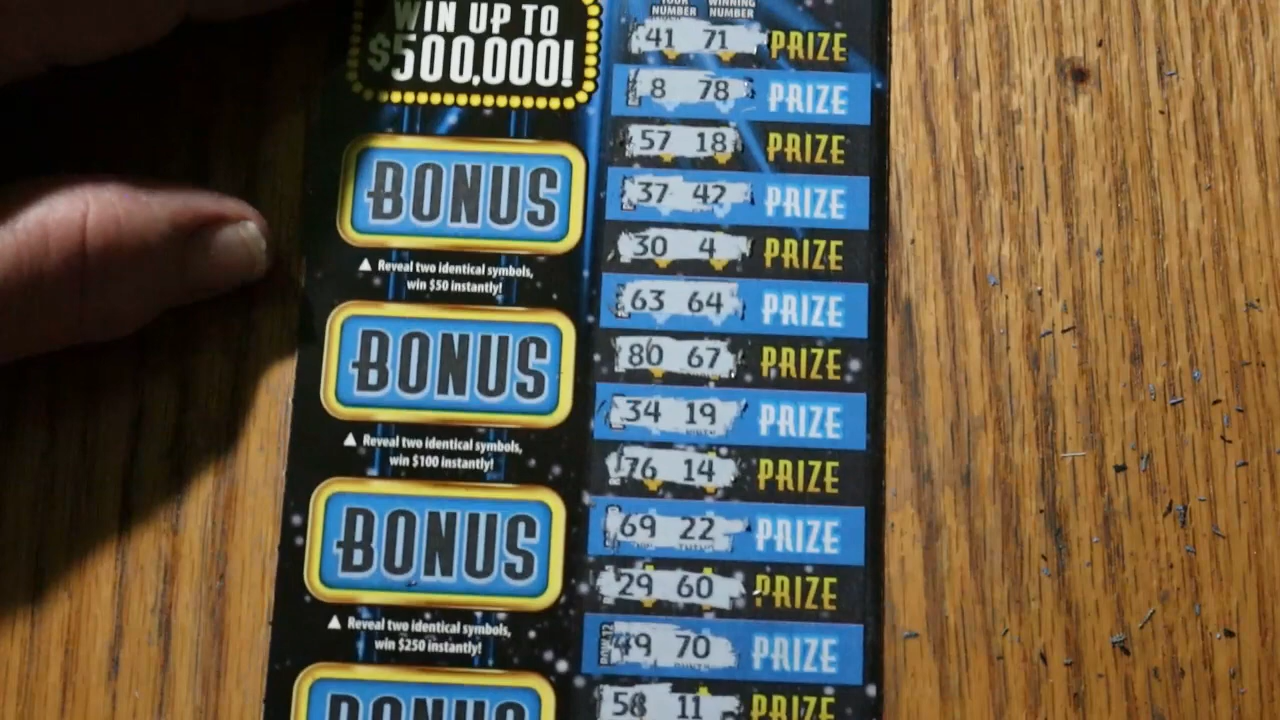 WIN UP TO
$500,000!
BONUS
Reveal two identical symbols,
win $50 instantly!
BONUS
Reveal two identical symbols,
win $100 instantly!
BONUS
Reveal two identical symbols,
win $250 instantly!
BONUS
YOUR NUMBER WINNING NUMBER
41 71 PRIZE
8 78 PRIZE
57 18 PRIZE
37 42 PRIZE
30 4 PRIZE
63 64 PRIZE
80 67 PRIZE
34 19 PRIZE
76 14 PRIZE
69 22 PRIZE
29 60 PRIZE
49 70 PRIZE
58 11 PRIZE